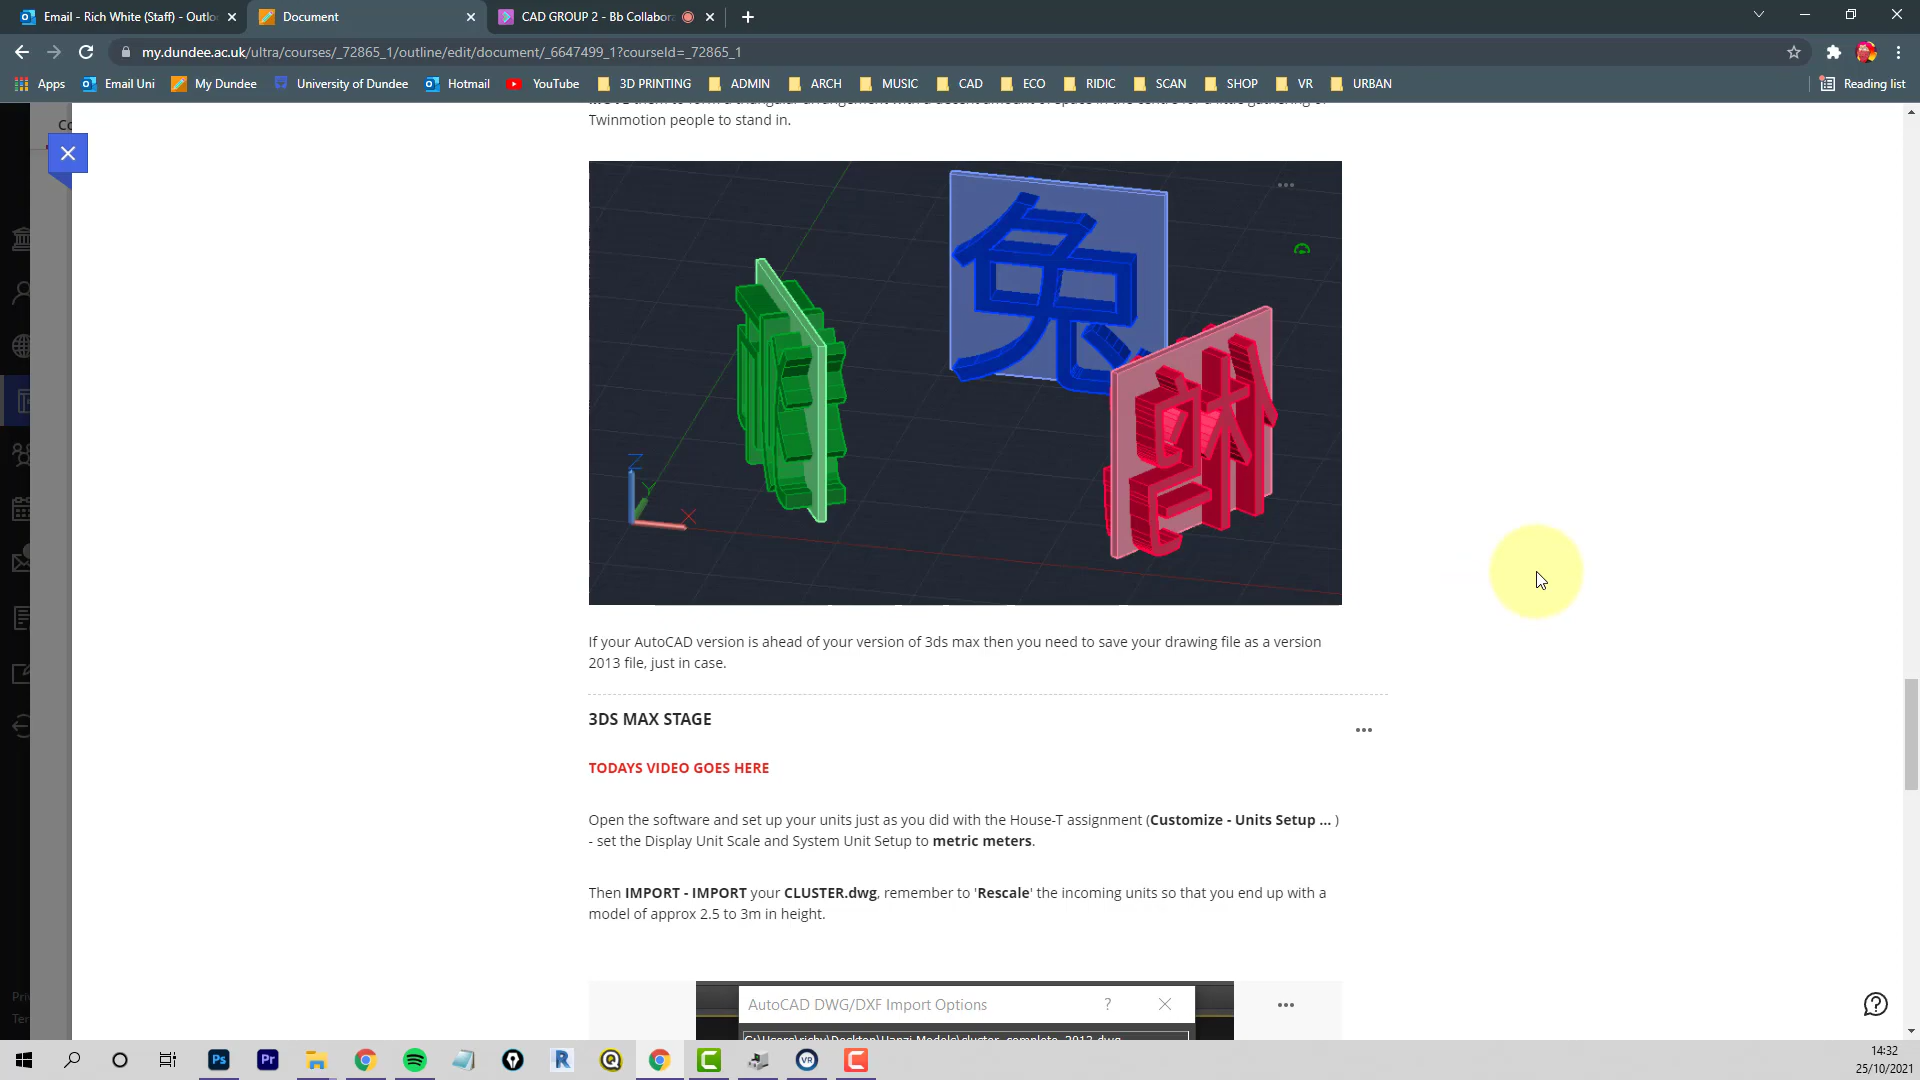 Email - Rich White (Staff) - Outlo
Document
CAD GROUP 2 - Bb Collabora
my.dundee.ac.uk/ultra/courses/_72865_1/outline/edit/document/_6647499_1?courseId=_72865_1
Apps
Email Uni
My Dundee
University of Dundee
Hotmail
YouTube
3D PRINTING
ADMIN
ARCH
MUSIC
CAD
ECO
RIDIC
SCAN
SHOP
VR
URBAN
Reading list
Co
Twinmotion people to stand in.
兔
Z
Y
X
If your AutoCAD version is ahead of your version of 3ds max then you need to save your drawing file as a version
2013 file, just in case.
3DS MAX STAGE
TODAYS VIDEO GOES HERE
Open the software and set up your units just as you did with the House-T assignment (Customize - Units Setup ... )
- set the Display Unit Scale and System Unit Setup to metric meters.
Then IMPORT - IMPORT your CLUSTER.dwg, remember to 'Rescale' the incoming units so that you end up with a
model of approx 2.5 to 3m in height.
AutoCAD DWG/DXF Import Options
?
Pri
Ter
Ps
Pr
R
VR
C
14:32
25/10/2021